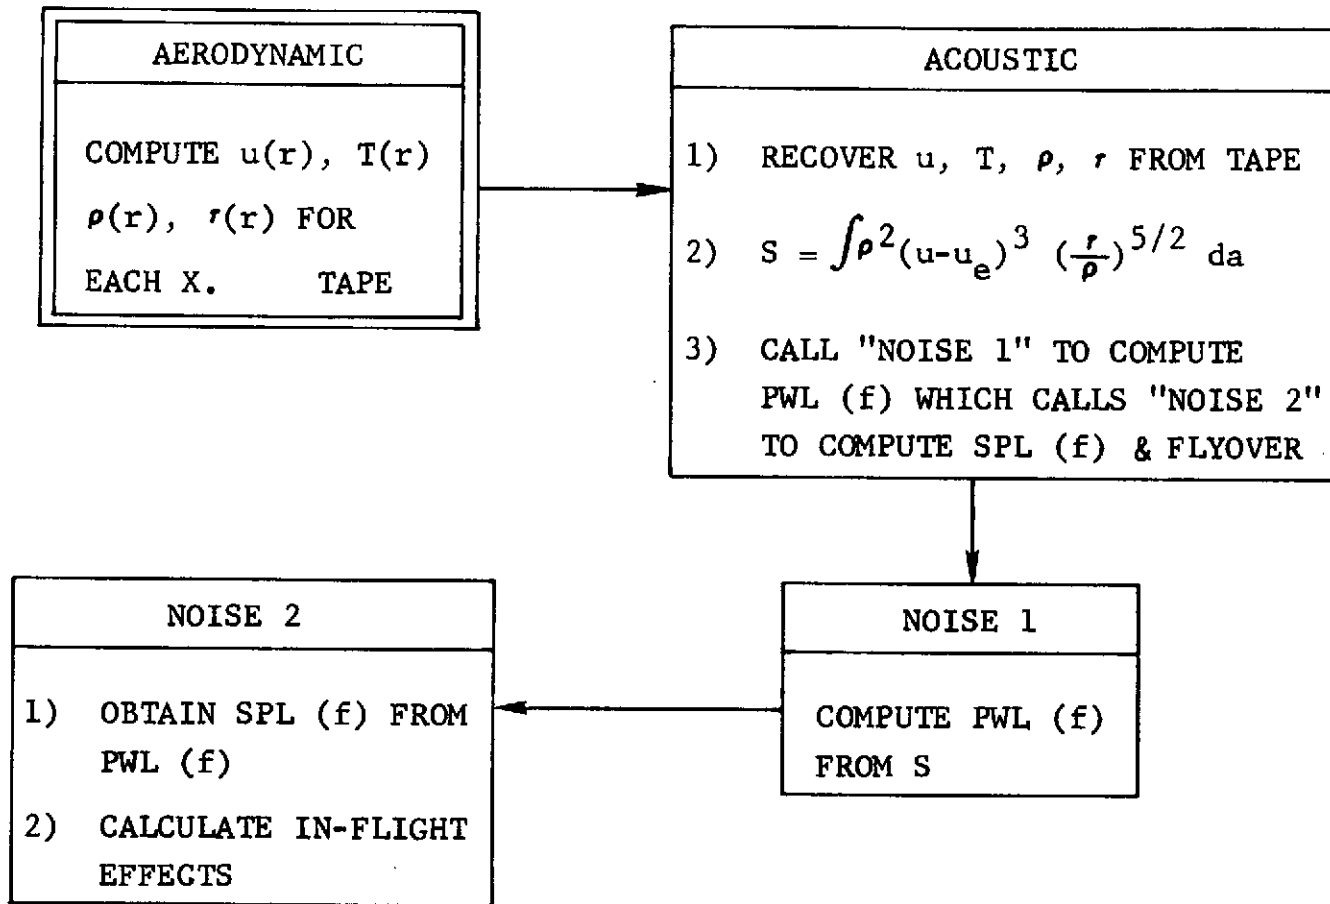 AERODYNAMIC
COMPUTE u(r), T(r)
ρ(r), τ(r) FOR
EACH X. TAPE
ACOUSTIC
1) RECOVER u, T, ρ, τ FROM TAPE
2) S = ∫ρ²(u-uₑ)³ (τ/ρ)^5/2 da
3) CALL "NOISE 1" TO COMPUTE
PWL (f) WHICH CALLS "NOISE 2"
TO COMPUTE SPL (f) & FLYOVER
NOISE 1
COMPUTE PWL (f)
FROM S
NOISE 2
1) OBTAIN SPL (f) FROM
PWL (f)
2) CALCULATE IN-FLIGHT
EFFECTS